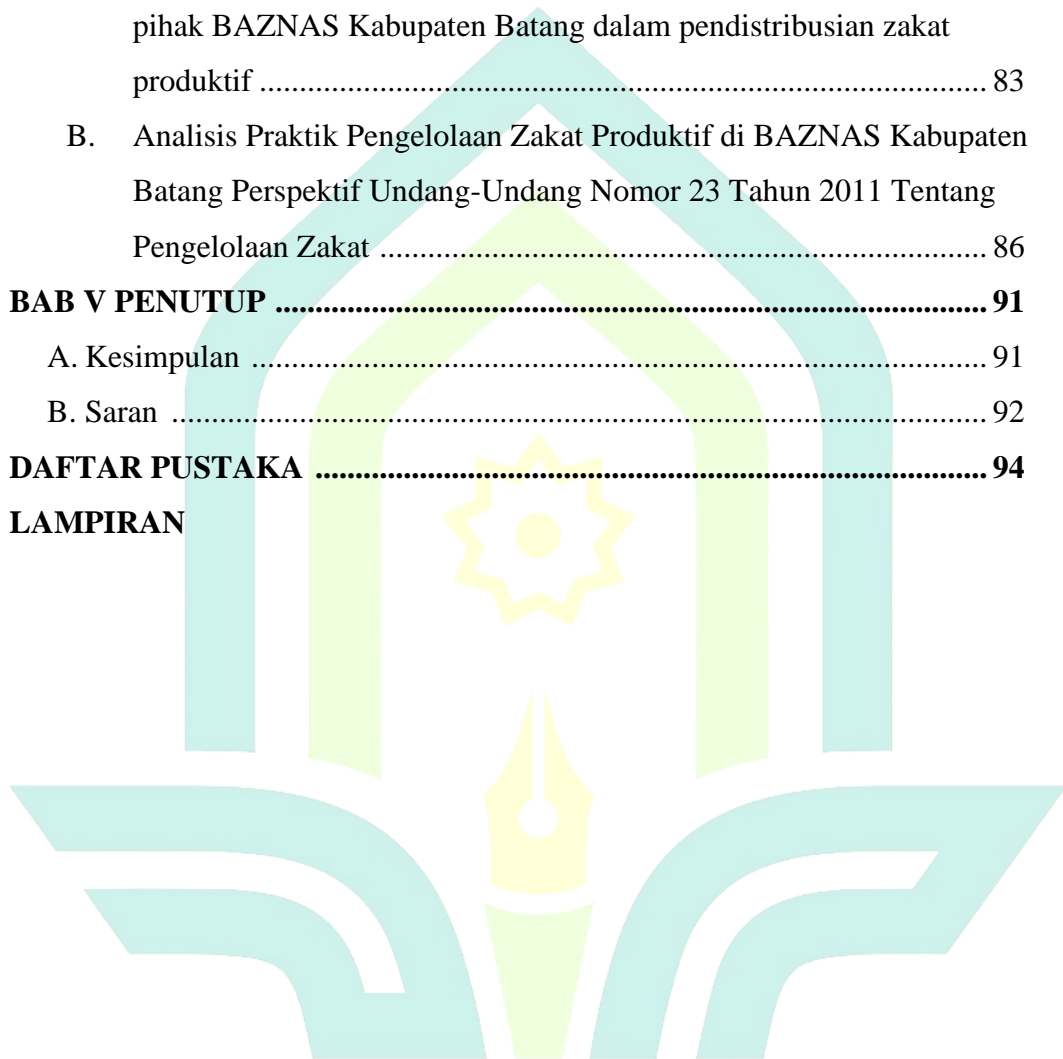 pihak BAZNAS Kabupaten Batang dalam pendistribusian zakat
produktif ........................................................................................... 83
B. Analisis Praktik Pengelolaan Zakat Produktif di BAZNAS Kabupaten
Batang Perspektif Undang-Undang Nomor 23 Tahun 2011 Tentang
Pengelolaan Zakat ............................................................................ 86
BAB V PENUTUP ......................................................................................... 91
A. Kesimpulan ............................................................................................ 91
B. Saran ...................................................................................................... 92
DAFTAR PUSTAKA .................................................................................... 94
LAMPIRAN